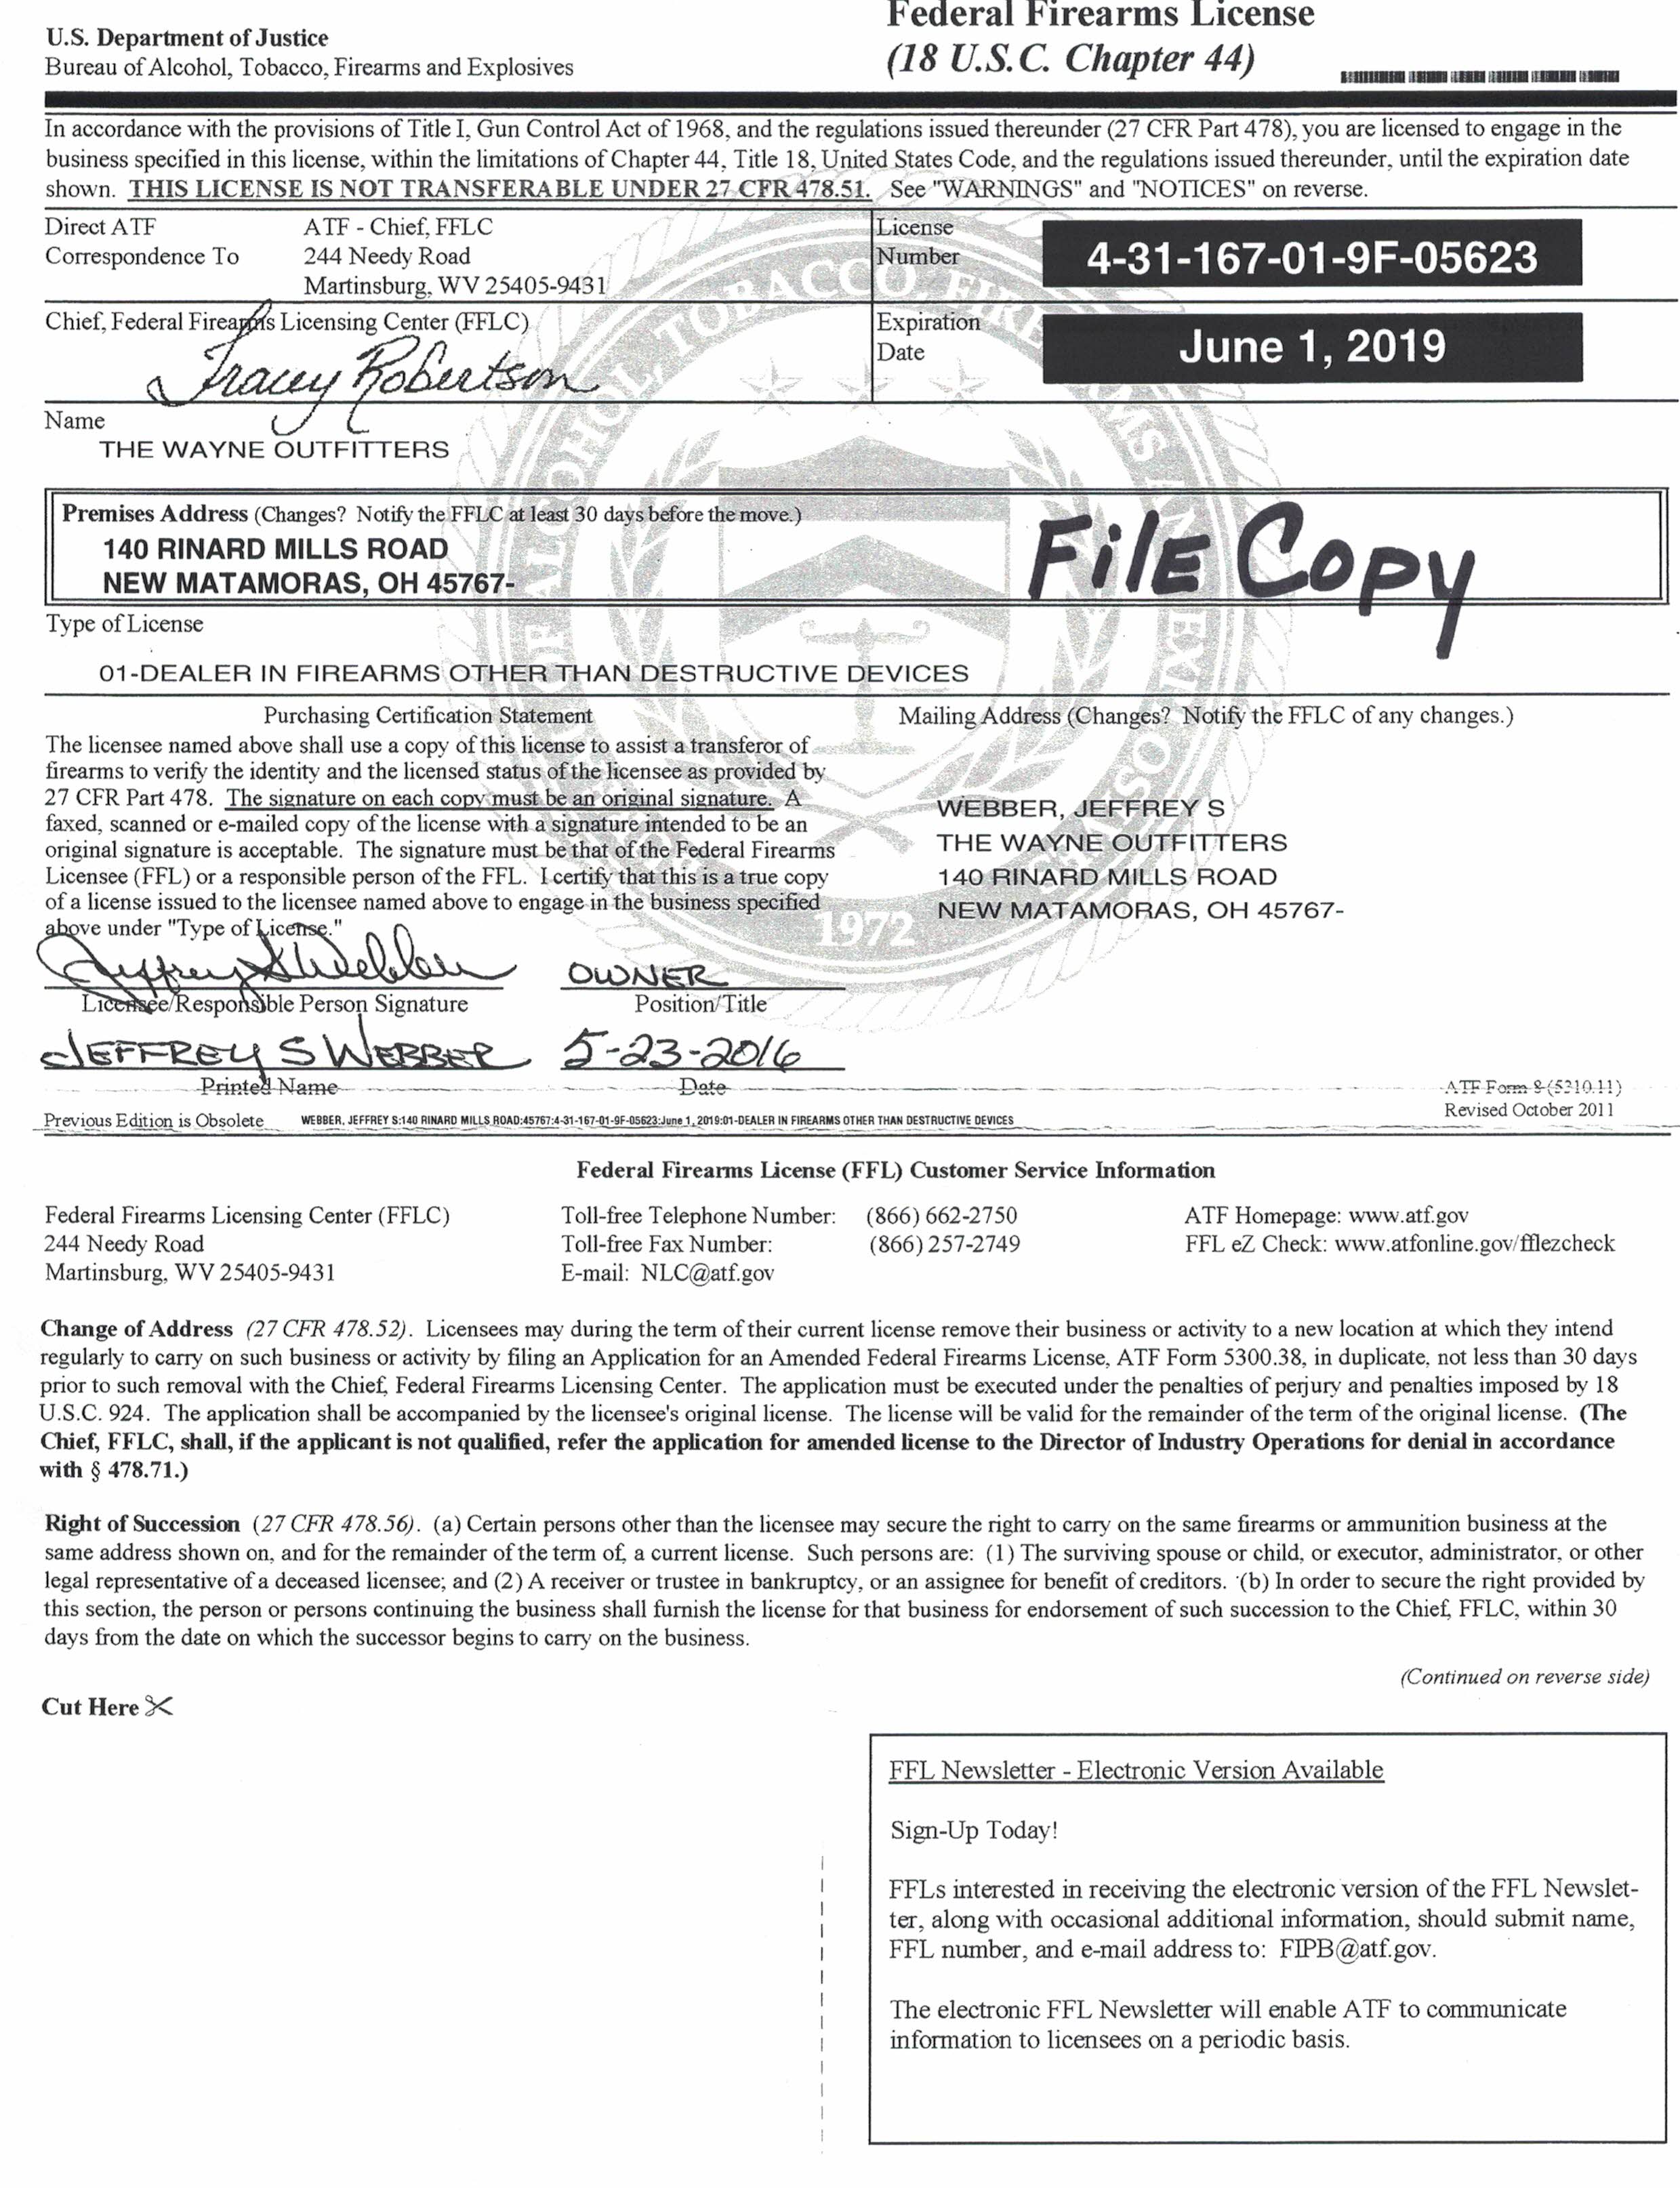 Federal Firearms License
(18 U.S.C. Chapter 44)
U.S. Department of Justice
Bureau of Alcohol, Tobacco, Firearms and Explosives
In accordance with the provisions of Title I, Gun Control Act of 1968, and the regulations issued thereunder (27 CFR Part 478), you are licensed to engage in the
business specified in this license, within the limitations of Chapter 44, Title 18, United States Code, and the regulations issued thereunder, until the expiration date
shown. THIS LICENSE IS NOT TRANSFERABLE UNDER 27 CFR 478.51. See "WARNINGS" and "NOTICES" on reverse.
Direct ATF
Correspondence To
ATF - Chief, FFLC
244 Needy Road
Martinsburg, WV 25405-9431
License
Number
4-31-167-01-9F-05623
Chief, Federal Firearms Licensing Center (FFLC)
Tracey Robertson
Expiration
Date
June 1, 2019
Name
THE WAYNE OUTFITTERS
Premises Address (Changes? Notify the FFLC at least 30 days before the move.)
140 RINARD MILLS ROAD
NEW MATAMORAS, OH 45767-
File Copy
Type of License
01-DEALER IN FIREARMS OTHER THAN DESTRUCTIVE DEVICES
Purchasing Certification Statement
The licensee named above shall use a copy of this license to assist a transferor of
firearms to verify the identity and the licensed status of the licensee as provided by
27 CFR Part 478. The signature on each copy must be an original signature. A
faxed, scanned or e-mailed copy of the license with a signature intended to be an
original signature is acceptable. The signature must be that of the Federal Firearms
Licensee (FFL) or a responsible person of the FFL. I certify that this is a true copy
of a license issued to the licensee named above to engage in the business specified
above under "Type of License."
Mailing Address (Changes? Notify the FFLC of any changes.)
WEBBER, JEFFREY S
THE WAYNE OUTFITTERS
140 RINARD MILLS ROAD
NEW MATAMORAS, OH 45767-
1972
Jeffrey S Webber
OWNER
Licensee/Responsible Person Signature
Position/Title
JEFFREY S WEBBER
5-23-2016
Printed Name
Date
ATF Form 8 (5310.11)
Revised October 2011
Previous Edition is Obsolete
WEBBER, JEFFREY S:140 RINARD MILLS ROAD:45767:4-31-167-01-9F-05623:June 1, 2019:01-DEALER IN FIREARMS OTHER THAN DESTRUCTIVE DEVICES
Federal Firearms License (FFL) Customer Service Information
Federal Firearms Licensing Center (FFLC)
244 Needy Road
Martinsburg, WV 25405-9431
Toll-free Telephone Number: (866) 662-2750
Toll-free Fax Number: (866) 257-2749
E-mail: NLC@atf.gov
ATF Homepage: www.atf.gov
FFL eZ Check: www.atfonline.gov/fflezcheck
Change of Address (27 CFR 478.52). Licensees may during the term of their current license remove their business or activity to a new location at which they intend
regularly to carry on such business or activity by filing an Application for an Amended Federal Firearms License, ATF Form 5300.38, in duplicate, not less than 30 days
prior to such removal with the Chief, Federal Firearms Licensing Center. The application must be executed under the penalties of perjury and penalties imposed by 18
U.S.C. 924. The application shall be accompanied by the licensee's original license. The license will be valid for the remainder of the term of the original license. (The
Chief, FFLC, shall, if the applicant is not qualified, refer the application for amended license to the Director of Industry Operations for denial in accordance
with § 478.71.)
Right of Succession (27 CFR 478.56). (a) Certain persons other than the licensee may secure the right to carry on the same firearms or ammunition business at the
same address shown on, and for the remainder of the term of, a current license. Such persons are: (1) The surviving spouse or child, or executor, administrator, or other
legal representative of a deceased licensee; and (2) A receiver or trustee in bankruptcy, or an assignee for benefit of creditors. (b) In order to secure the right provided by
this section, the person or persons continuing the business shall furnish the license for that business for endorsement of such succession to the Chief, FFLC, within 30
days from the date on which the successor begins to carry on the business.
(Continued on reverse side)
Cut Here
FFL Newsletter - Electronic Version Available
Sign-Up Today!
FFLs interested in receiving the electronic version of the FFL Newslet-
ter, along with occasional additional information, should submit name,
FFL number, and e-mail address to: FIPB@atf.gov.
The electronic FFL Newsletter will enable ATF to communicate
information to licensees on a periodic basis.